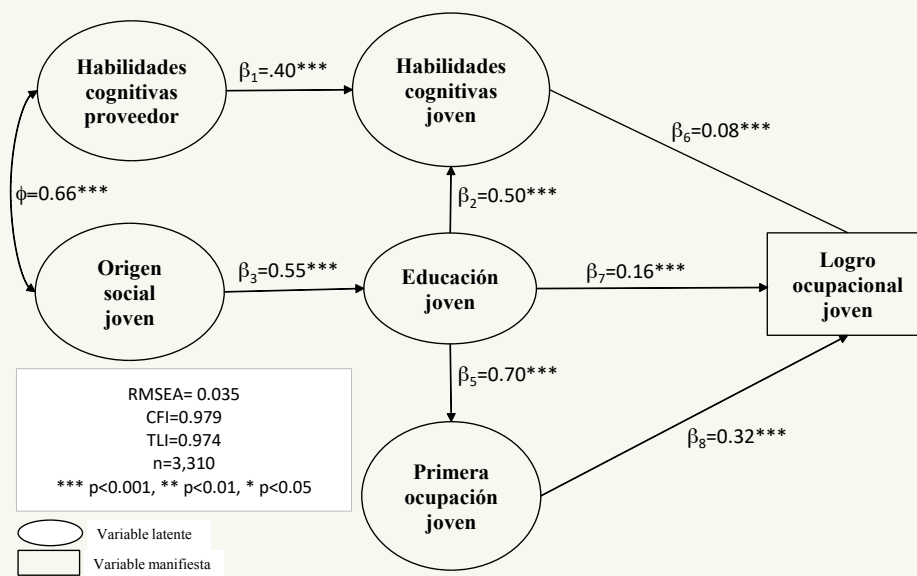 Habilidades
cognitivas
proveedor
β1=.40***
Habilidades
cognitivas
joven
β6=0.08***
ϕ=0.66***
β2=0.50***
Origen
social
joven
β3=0.55***
Educación
joven
β7=0.16***
Logro
ocupacional
joven
β5=0.70***
RMSEA= 0.035
CFI=0.979
TLI=0.974
n=3,310
*** p<0.001, ** p<0.01, * p<0.05
Primera
ocupación
joven
β8=0.32***
Variable latente
Variable manifiesta